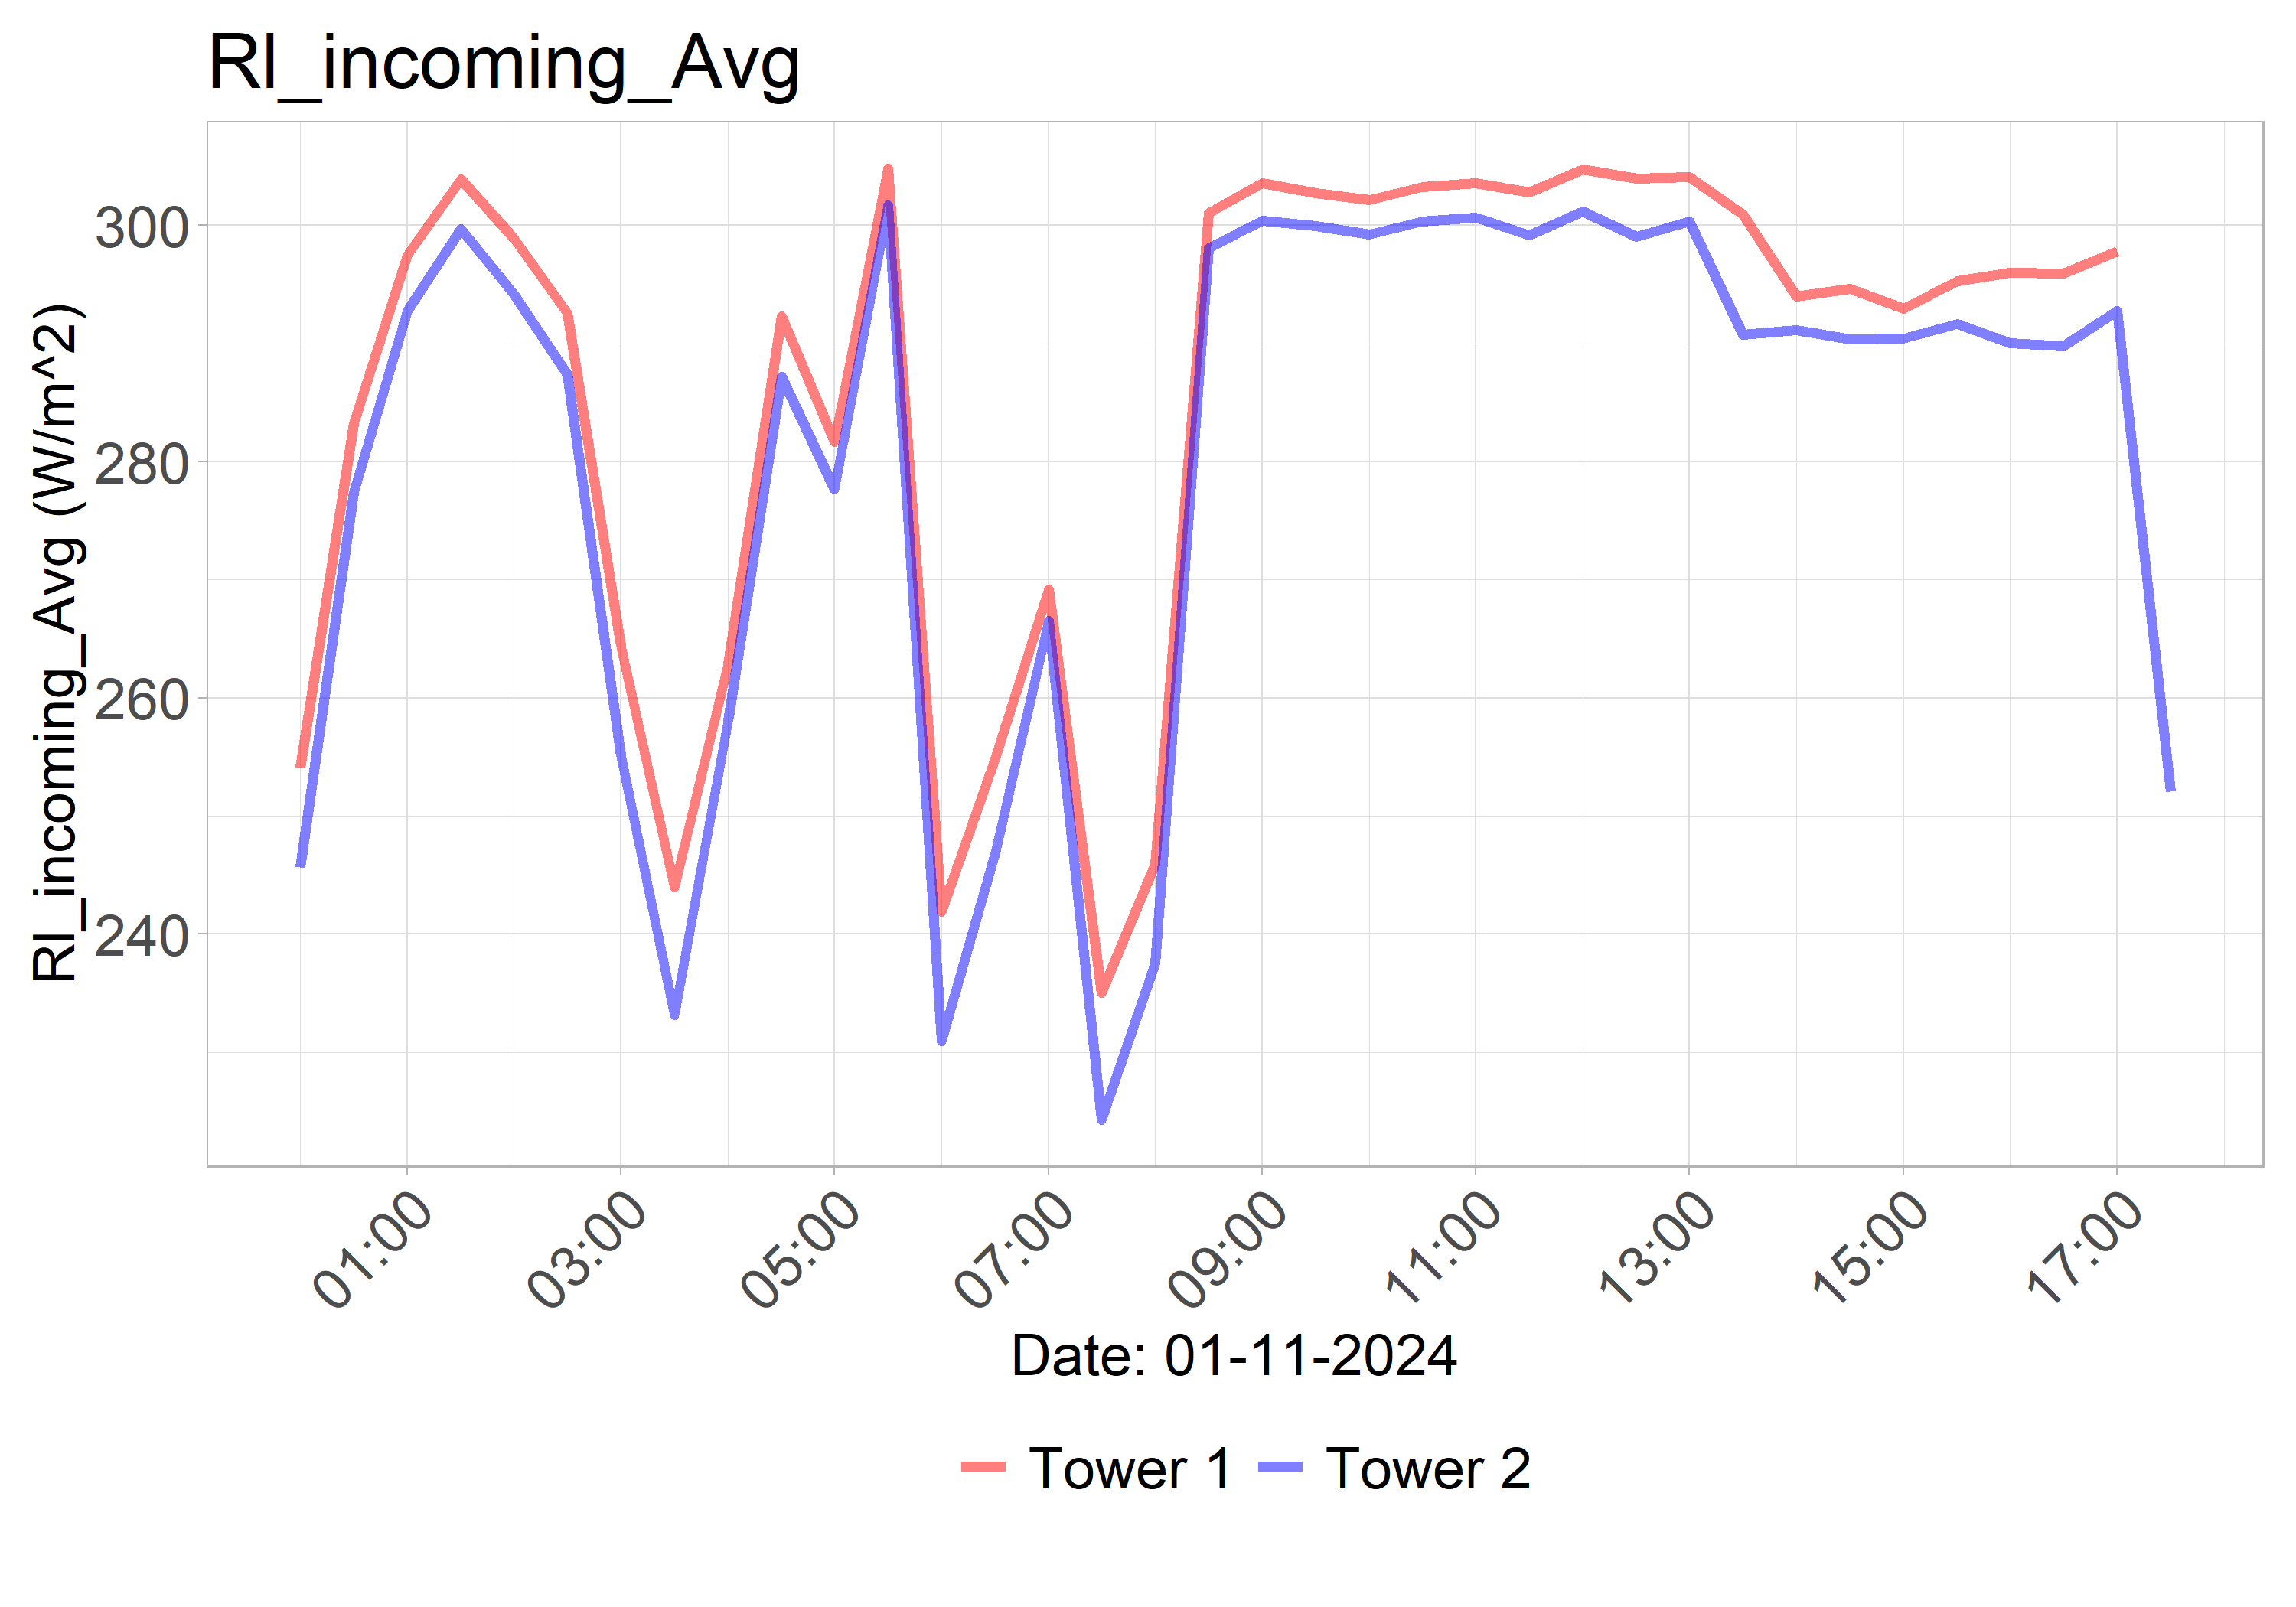 Rl_incoming_Avg
Rl_incoming_Avg (W/m^2)
300
280
260
240
01:00
03:00
05:00
07:00
09:00
11:00
13:00
15:00
17:00
Date: 01-11-2024
Tower 1
Tower 2